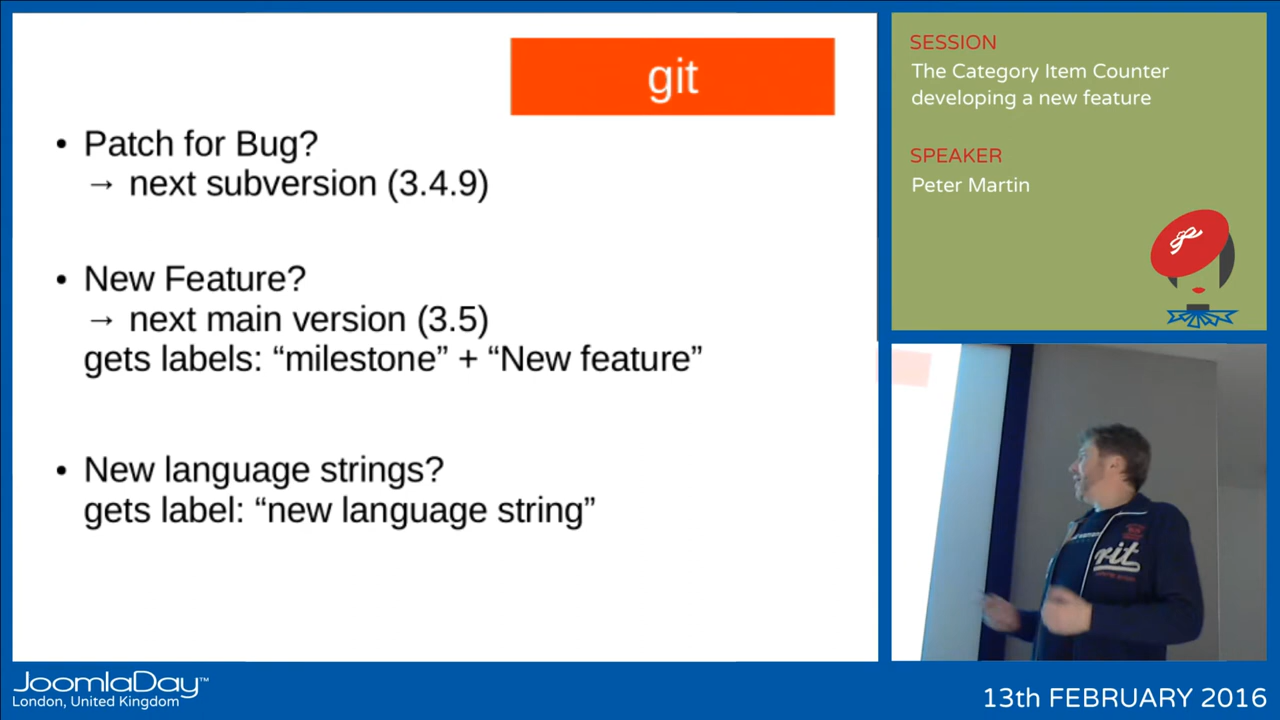 git
• Patch for Bug?
→ next subversion (3.4.9)
• New Feature?
→ next main version (3.5)
gets labels: “milestone” + “New feature”
• New language strings?
gets label: “new language string”
SESSION
The Category Item Counter
developing a new feature
SPEAKER
Peter Martin
rit
JoomlaDay™
London, United Kingdom
13th FEBRUARY 2016